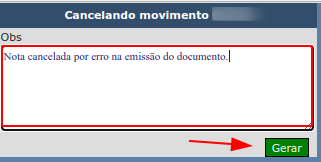 Cancelando movimento
Obs
Nota cancelada por erro na emissão do documento.
Gerar